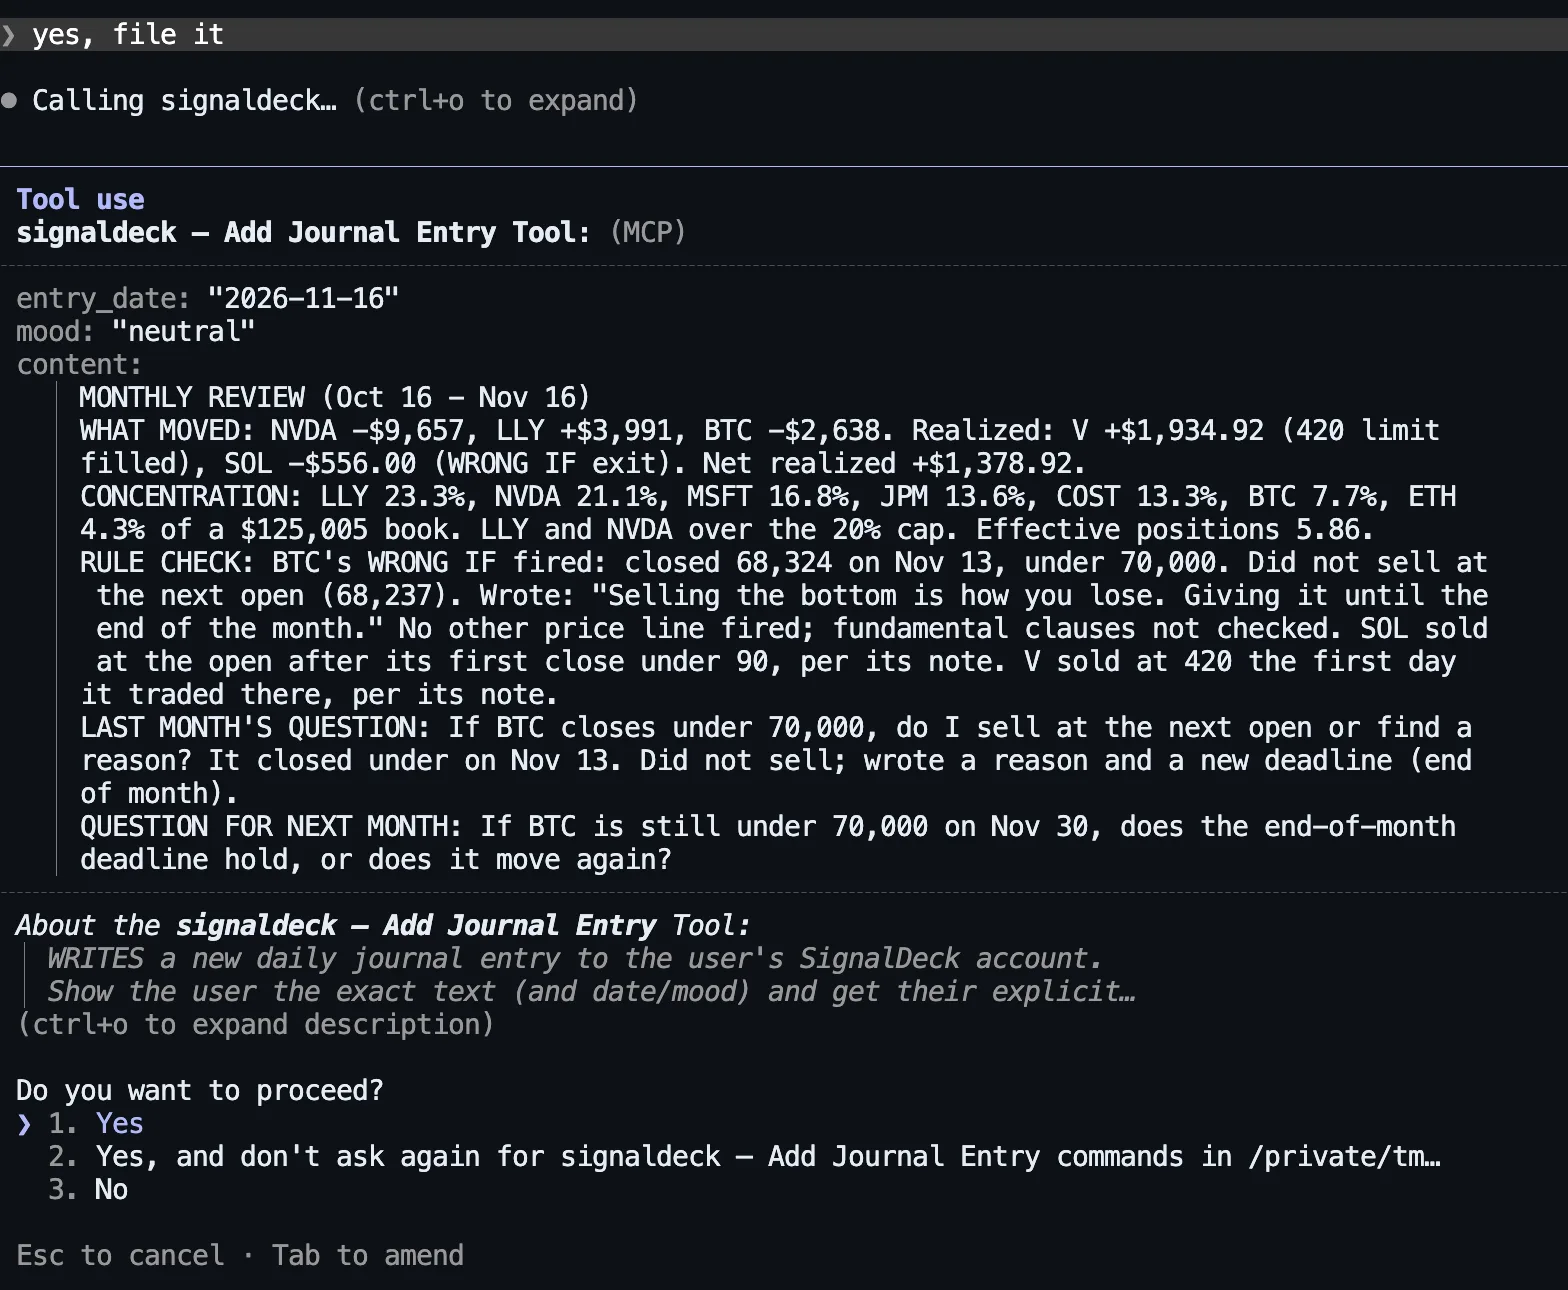 ❯ yes, file it
● Calling signaldeck… (ctrl+o to expand)
Tool use
signaldeck – Add Journal Entry Tool: (MCP)
entry_date: "2026-11-16"
mood: "neutral"
content:
MONTHLY REVIEW (Oct 16 – Nov 16)
WHAT MOVED: NVDA -$9,657, LLY +$3,991, BTC -$2,638. Realized: V +$1,934.92 (420 limit
filled), SOL -$556.00 (WRONG IF exit). Net realized +$1,378.92.
CONCENTRATION: LLY 23.3%, NVDA 21.1%, MSFT 16.8%, JPM 13.6%, COST 13.3%, BTC 7.7%, ETH
4.3% of a $125,005 book. LLY and NVDA over the 20% cap. Effective positions 5.86.
RULE CHECK: BTC's WRONG IF fired: closed 68,324 on Nov 13, under 70,000. Did not sell at
the next open (68,237). Wrote: "Selling the bottom is how you lose. Giving it until the
end of the month." No other price line fired; fundamental clauses not checked. SOL sold
at the open after its first close under 90, per its note. V sold at 420 the first day
it traded there, per its note.
LAST MONTH'S QUESTION: If BTC closes under 70,000, do I sell at the next open or find a
reason? It closed under on Nov 13. Did not sell; wrote a reason and a new deadline (end
of month).
QUESTION FOR NEXT MONTH: If BTC is still under 70,000 on Nov 30, does the end-of-month
deadline hold, or does it move again?
About the signaldeck – Add Journal Entry Tool:
WRITES a new daily journal entry to the user's SignalDeck account.
Show the user the exact text (and date/mood) and get their explicit…
(ctrl+o to expand description)
Do you want to proceed?
❯ 1. Yes
2. Yes, and don't ask again for signaldeck – Add Journal Entry commands in /private/tm…
3. No
Esc to cancel · Tab to amend